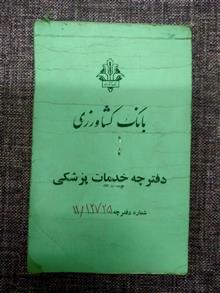 بانک کشاورزی
دفترچه خدمات پزشکی
شماره دفترچه ۱۱/۱۲۷۲۵